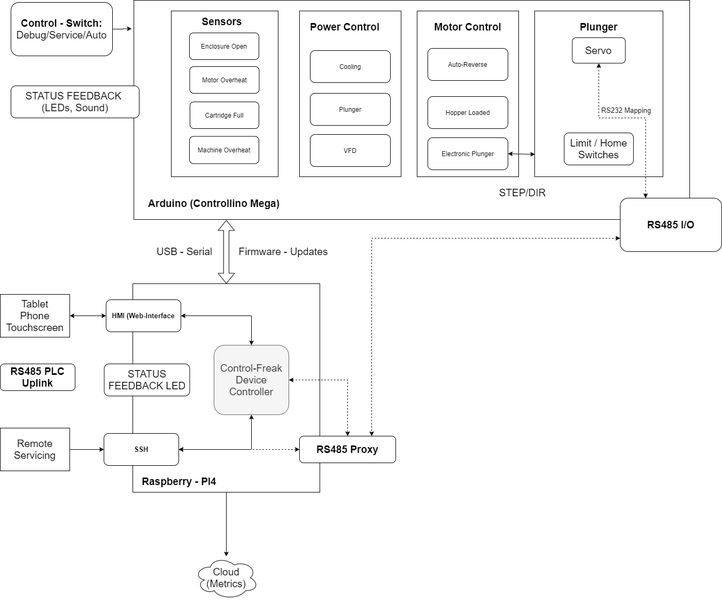 Control - Switch:
Debug/Service/Auto
STATUS FEEDBACK
(LEDs, Sound)
Sensors
Enclosure Open
Motor Overheat
Cartridge Full
Machine Overheat
Power Control
Cooling
Plunger
VFD
Motor Control
Auto-Reverse
Hopper Loaded
Electronic Plunger
Plunger
Servo
RS232 Mapping
Limit / Home
Switches
STEP/DIR
Arduino (Controllino Mega)
RS485 I/O
USB - Serial
Firmware - Updates
Tablet
Phone
Touchscreen
HMI (Web-Interface
RS485 PLC
Uplink
STATUS
FEEDBACK LED
Control-Freak
Device
Controller
Remote
Servicing
SSH
RS485 Proxy
Raspberry - PI4
Cloud
(Metrics)